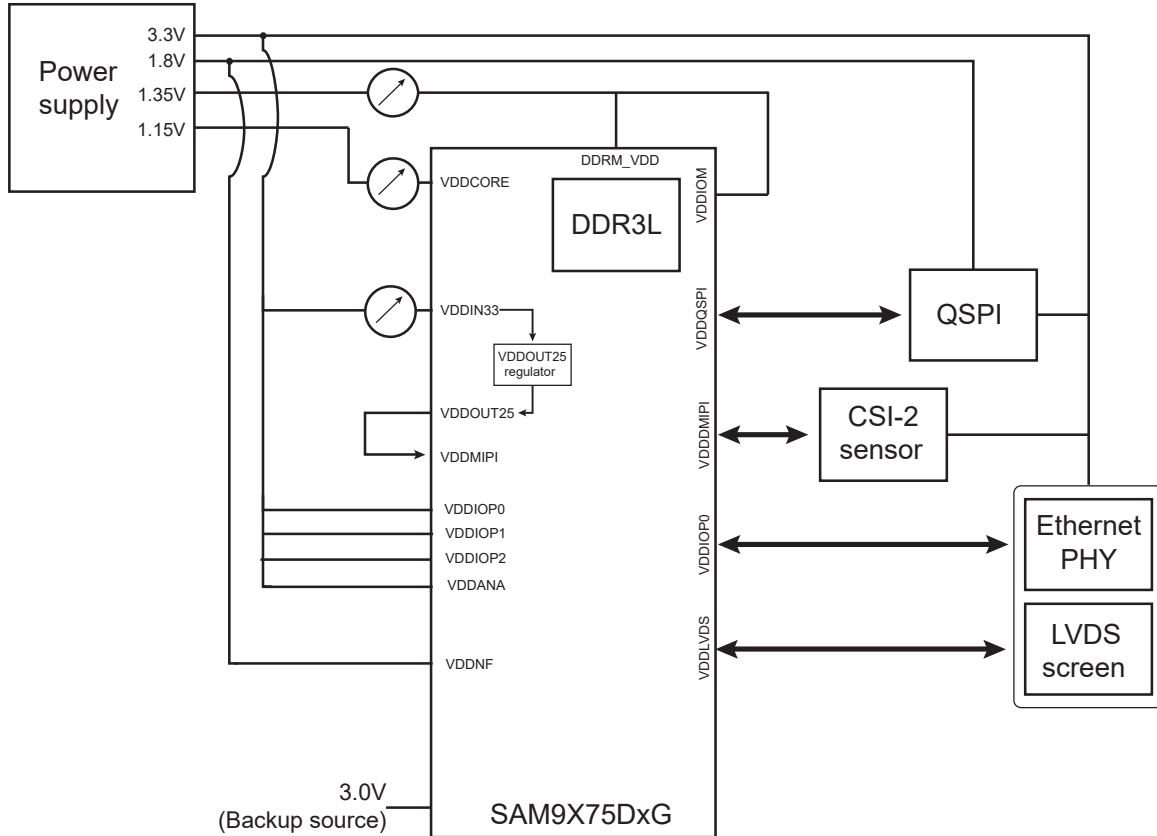 Power
supply
3.3V
1.8V
1.35V
1.15V
DDRM_VDD
DDR3L
VDDCORE
VDDIN33
VDDOUT25
regulator
VDDOUT25
VDDMIPI
VDDIOP0
VDDIOP1
VDDIOP2
VDDANA
VDDNF
VDDIOM
VDDQSPI
VDDDMIPI
VDDIOP0
VDDLVDS
QSPI
CSI-2
sensor
Ethernet
PHY
LVDS
screen
3.0V
(Backup source)
SAM9X75DxG